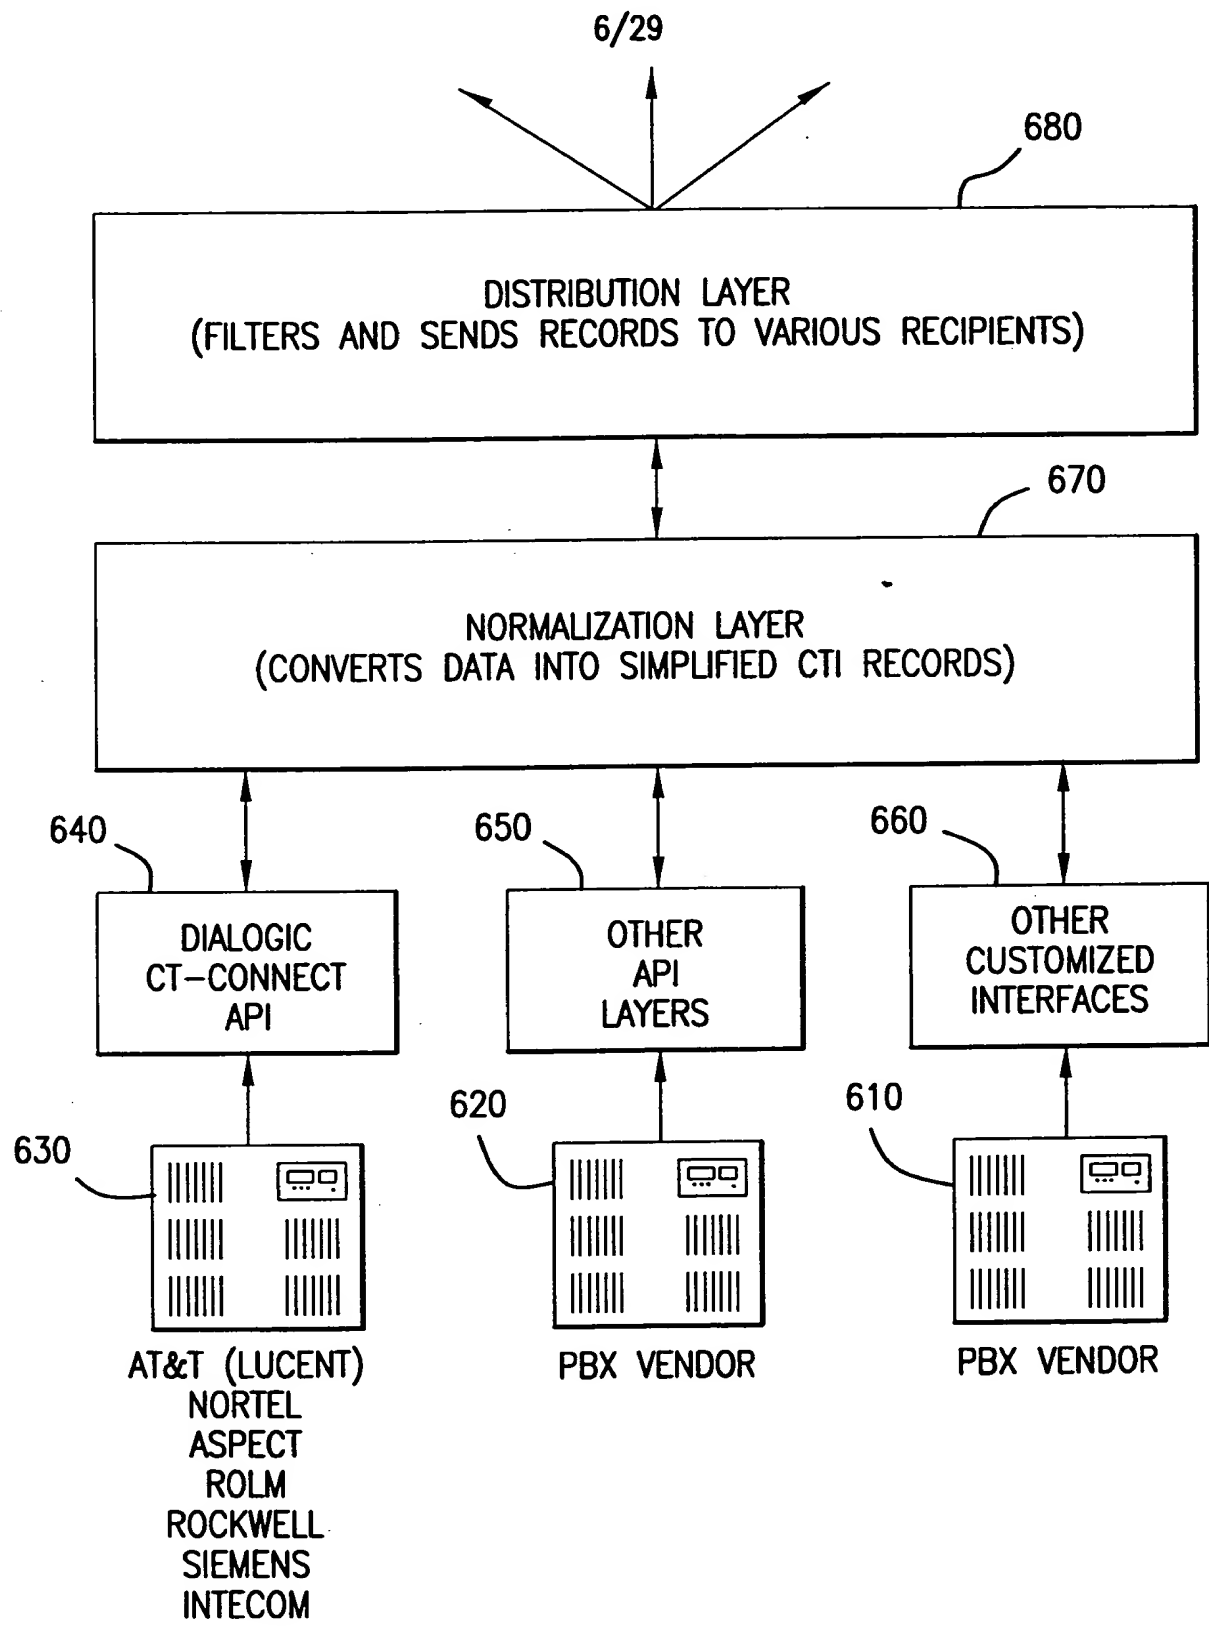 6/29
680
DISTRIBUTION LAYER
(FILTERS AND SENDS RECORDS TO VARIOUS RECIPIENTS)
670
NORMALIZATION LAYER
(CONVERTS DATA INTO SIMPLIFIED CTI RECORDS)
640
650
660
DIALOGIC
CT-CONNECT
API
OTHER
API
LAYERS
OTHER
CUSTOMIZED
INTERFACES
630
620
610
AT&T (LUCENT)
NORTEL
ASPECT
ROLM
ROCKWELL
SIEMENS
INTECOM
PBX VENDOR
PBX VENDOR